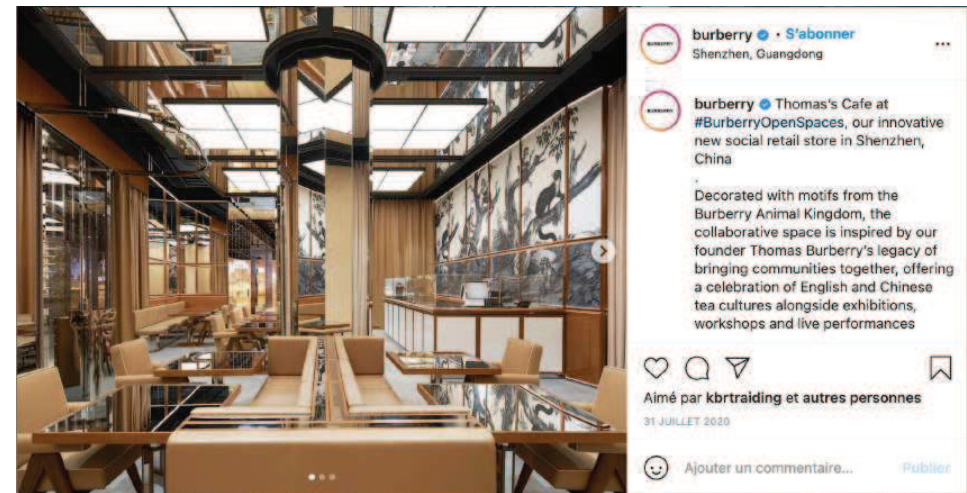 burberry • S'abonner
Shenzhen, Guangdong
BURBERRY
BURBERRY
burberry Thomas's Cafe at
#BurberryOpenSpaces, our innovative
new social retail store in Shenzhen,
China
.
Decorated with motifs from the
Burberry Animal Kingdom, the
collaborative space is inspired by our
founder Thomas Burberry's legacy of
bringing communities together, offering
a celebration of English and Chinese
tea cultures alongside exhibitions,
workshops and live performances
Aimé par kbrtraiding et autres personnes
31 JUILLET 2020
Ajouter un commentaire... Publier